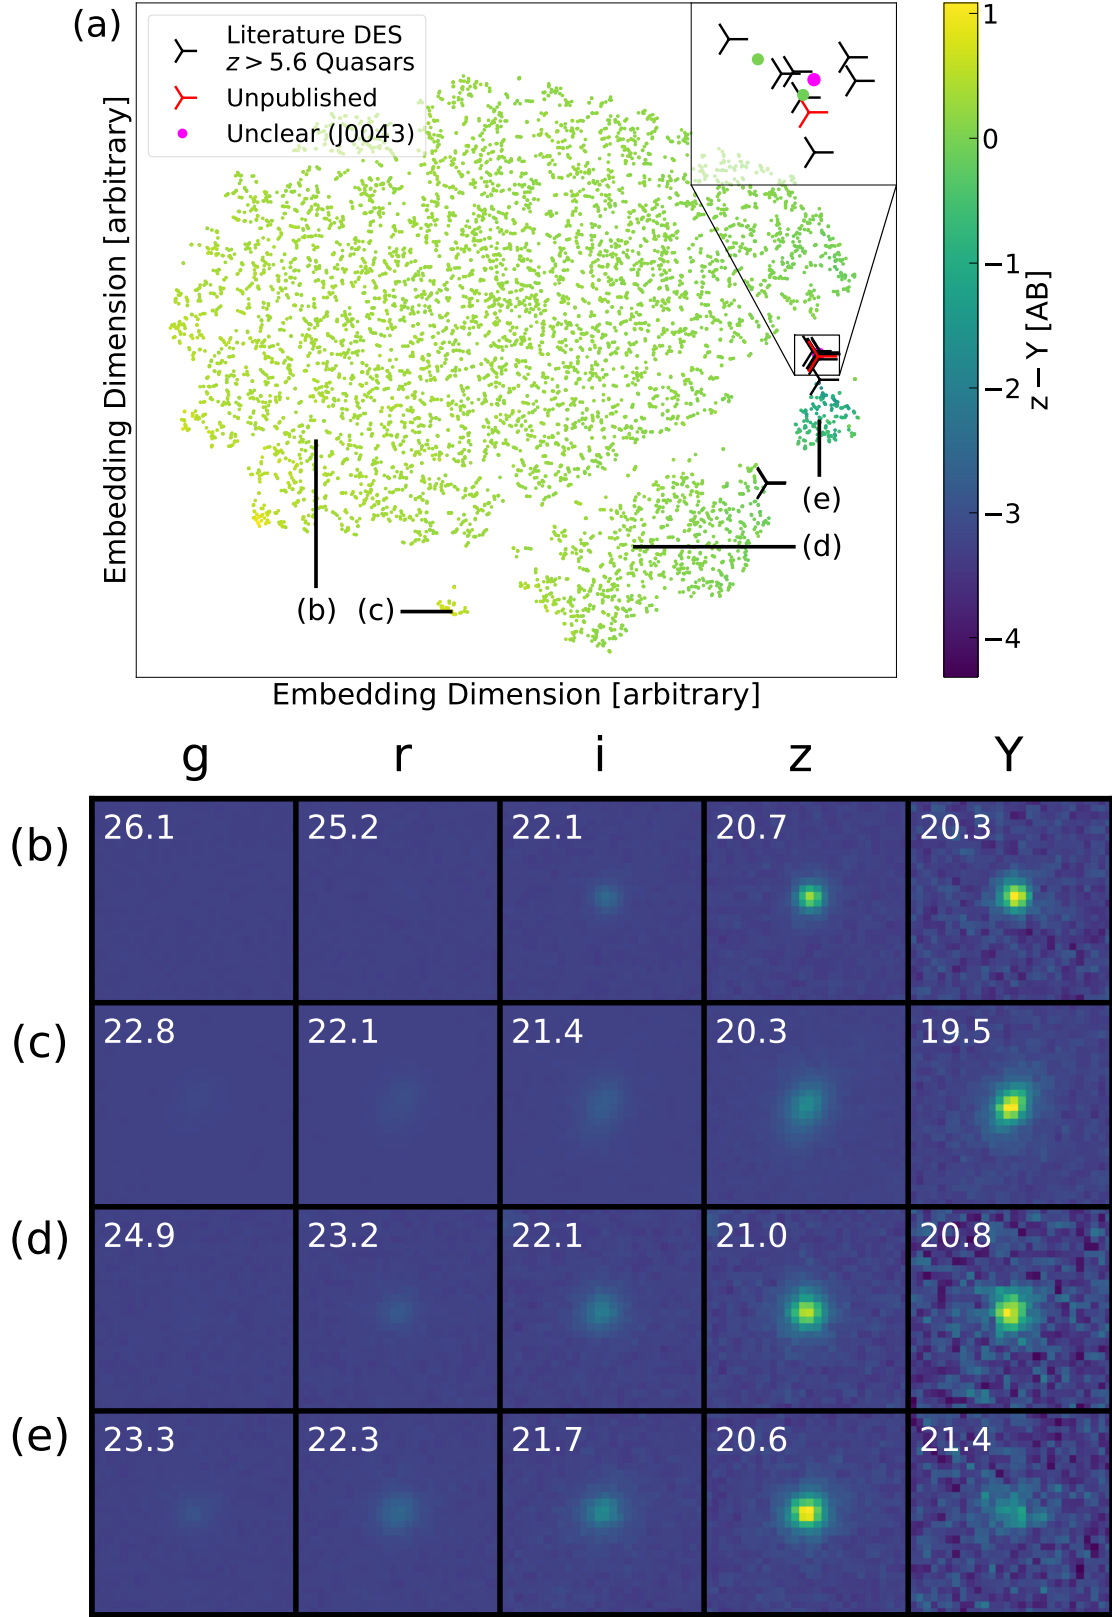 (a)
Literature DES
z > 5.6 Quasars
Unpublished
Unclear (J0043)
Embedding Dimension [arbitrary]
Embedding Dimension [arbitrary]
(b)
(c)
(d)
(e)
1
0
−1
−2
−3
−4
z − Y [AB]
g r i z Y
(b) 26.1 25.2 22.1 20.7 20.3
(c) 22.8 22.1 21.4 20.3 19.5
(d) 24.9 23.2 22.1 21.0 20.8
(e) 23.3 22.3 21.7 20.6 21.4